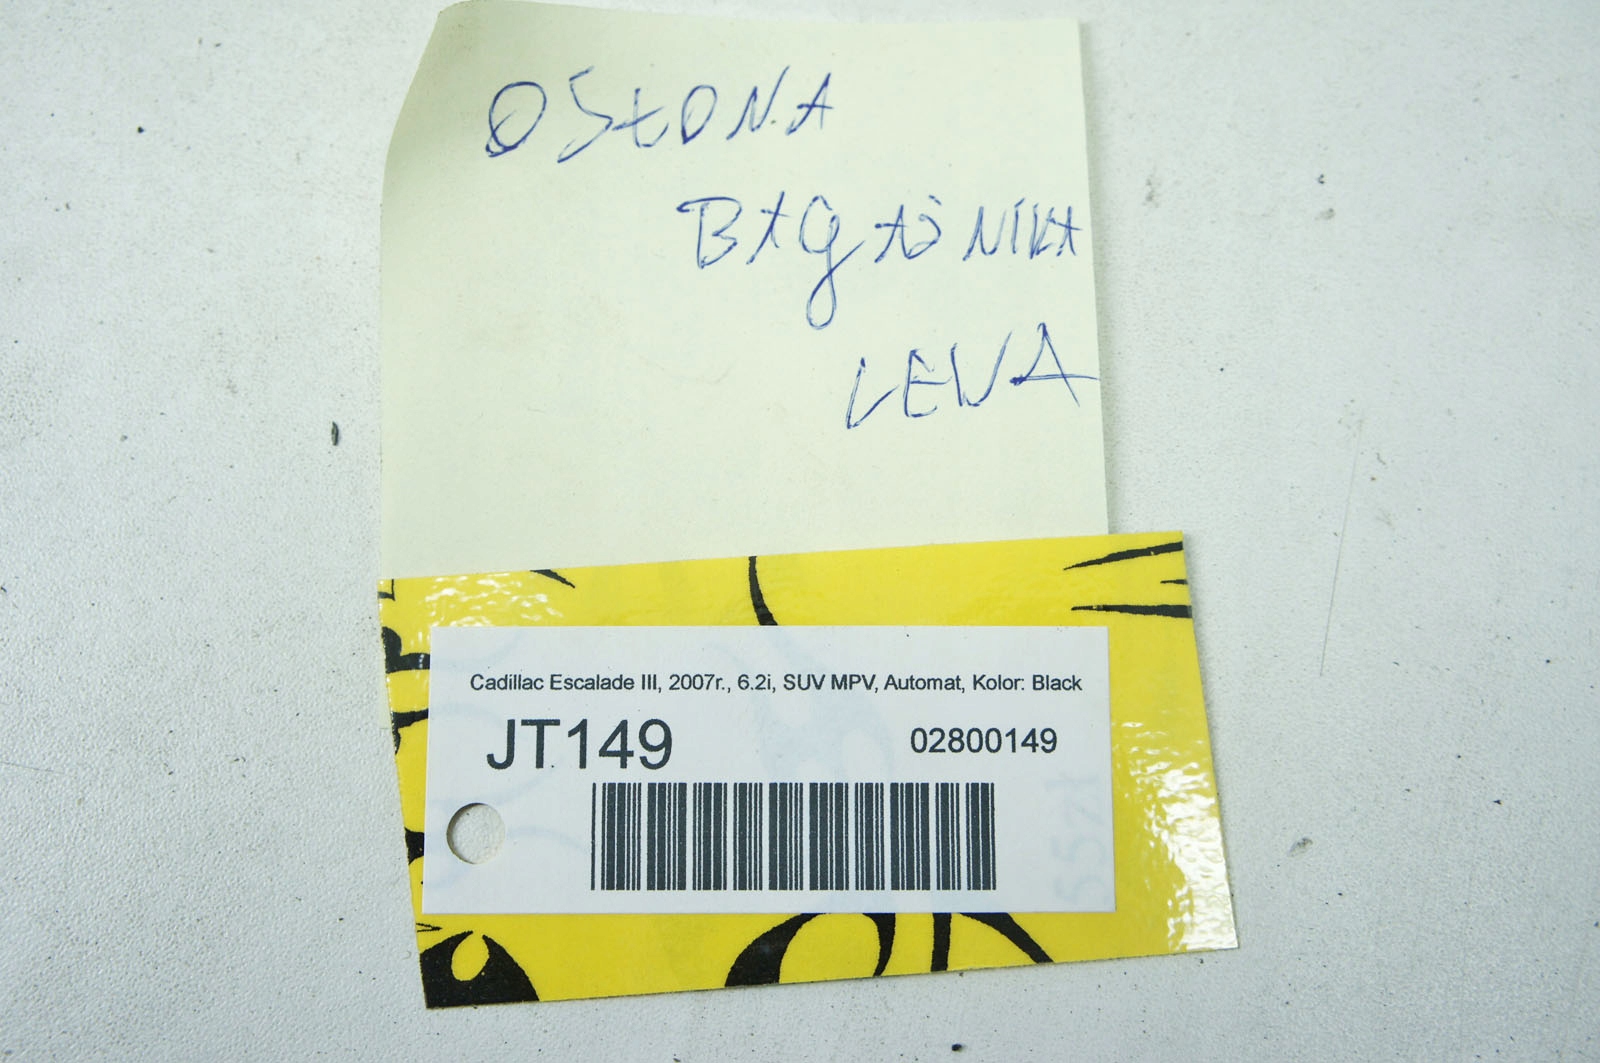 OSŁONA
BAGAŻNIKA
LEWA
Cadillac Escalade III, 2007r., 6.2i, SUV MPV, Automat, Kolor: Black
JT149
02800149